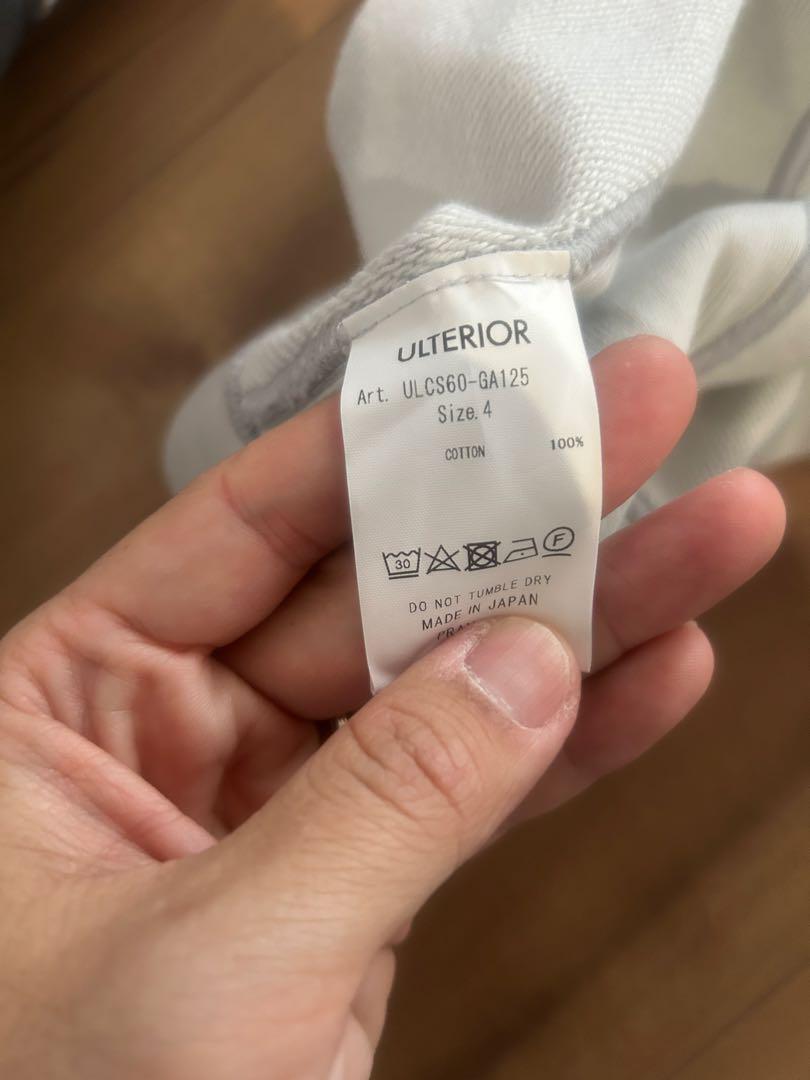 ULTERIOR
Art. ULCS60-GA125
Size.4
COTTON 100%
30 F
DO NOT TUMBLE DRY
MADE IN JAPAN